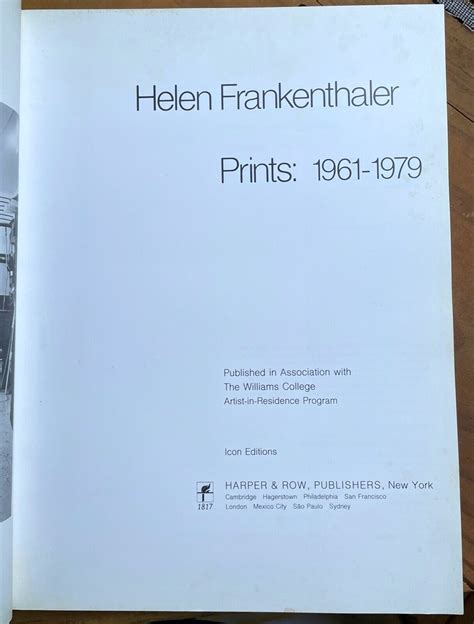 Helen Frankenthaler
Prints: 1961-1979
Published in Association with
The Williams College
Artist-in-Residence Program
Icon Editions
HARPER & ROW, PUBLISHERS, New York
Cambridge Hagerstown Philadelphia San Francisco
London Mexico City São Paulo Sydney
1817